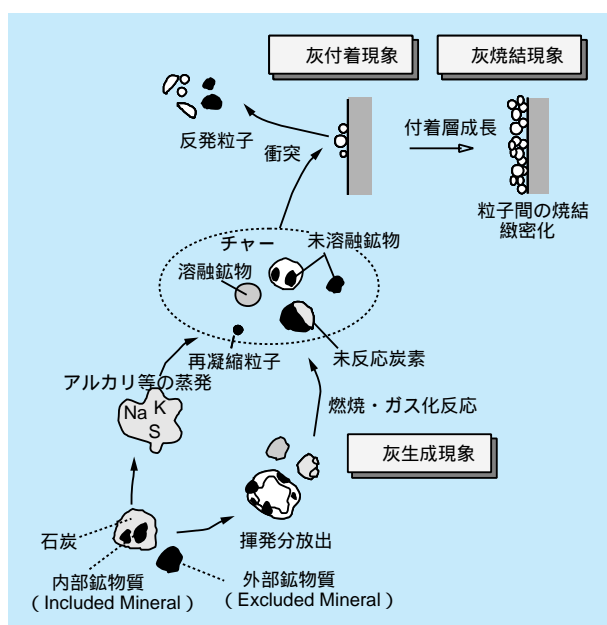 灰付着現象
灰焼結現象
反発粒子
衝突
付着層成長
粒子間の焼結
緻密化
チャー
未溶融鉱物
溶融鉱物
再凝縮粒子
未反応炭素
アルカリ等の蒸発
Na K
S
燃焼・ガス化反応
灰生成現象
揮発分放出
石炭
内部鉱物質
（Included Mineral）
外部鉱物質
（Excluded Mineral）